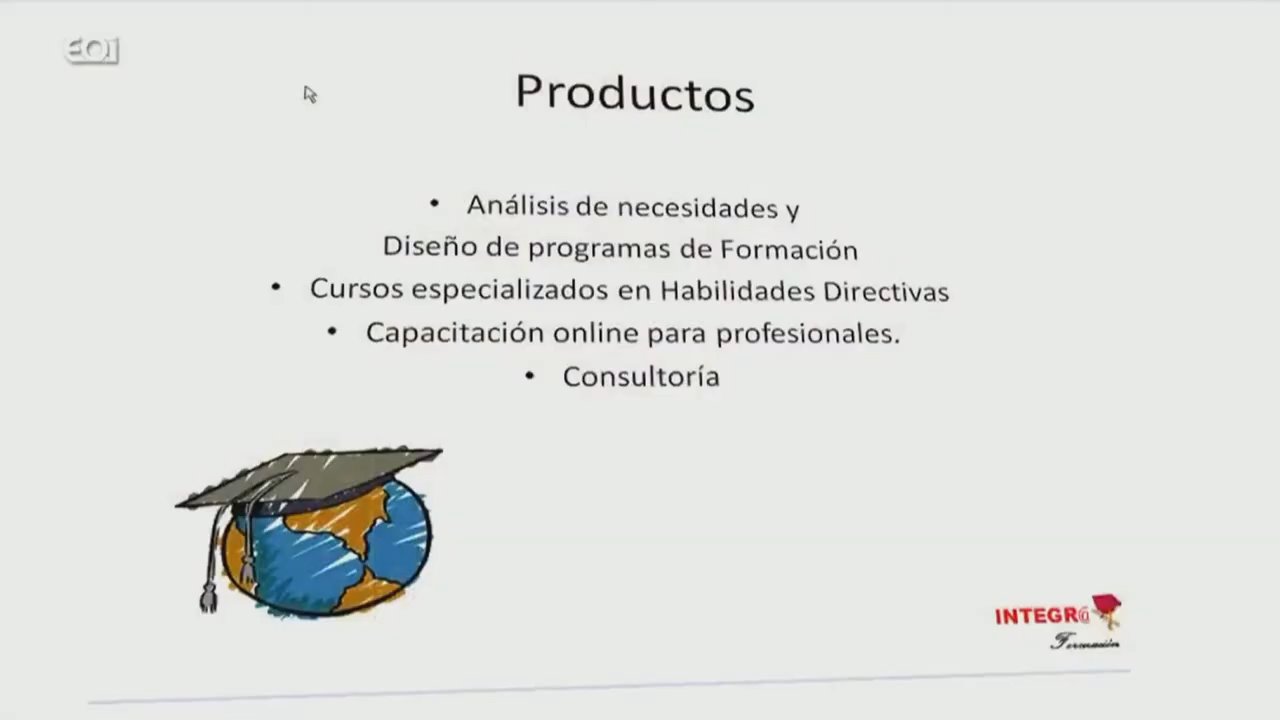 EOI
Productos
• Análisis de necesidades y
Diseño de programas de Formación
• Cursos especializados en Habilidades Directivas
• Capacitación online para profesionales.
• Consultoría
INTEGR@
Formación